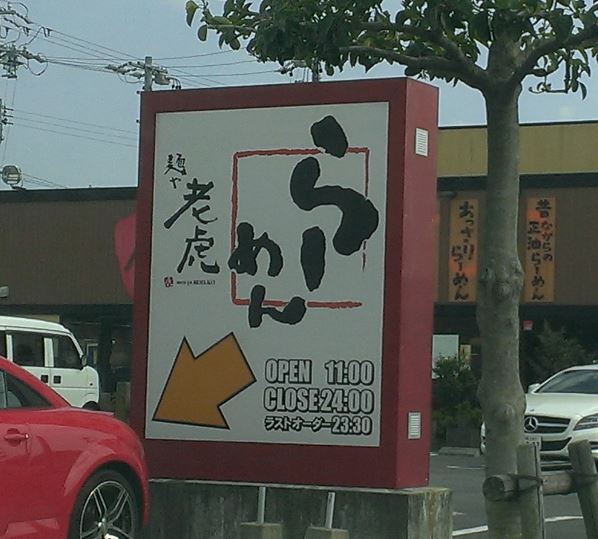 らーめん
麺や
老虎
OPEN 11:00
CLOSE 24:00
ラストオーダー 23:30
あっさりらーめん
昔ながらの
正油らーめん